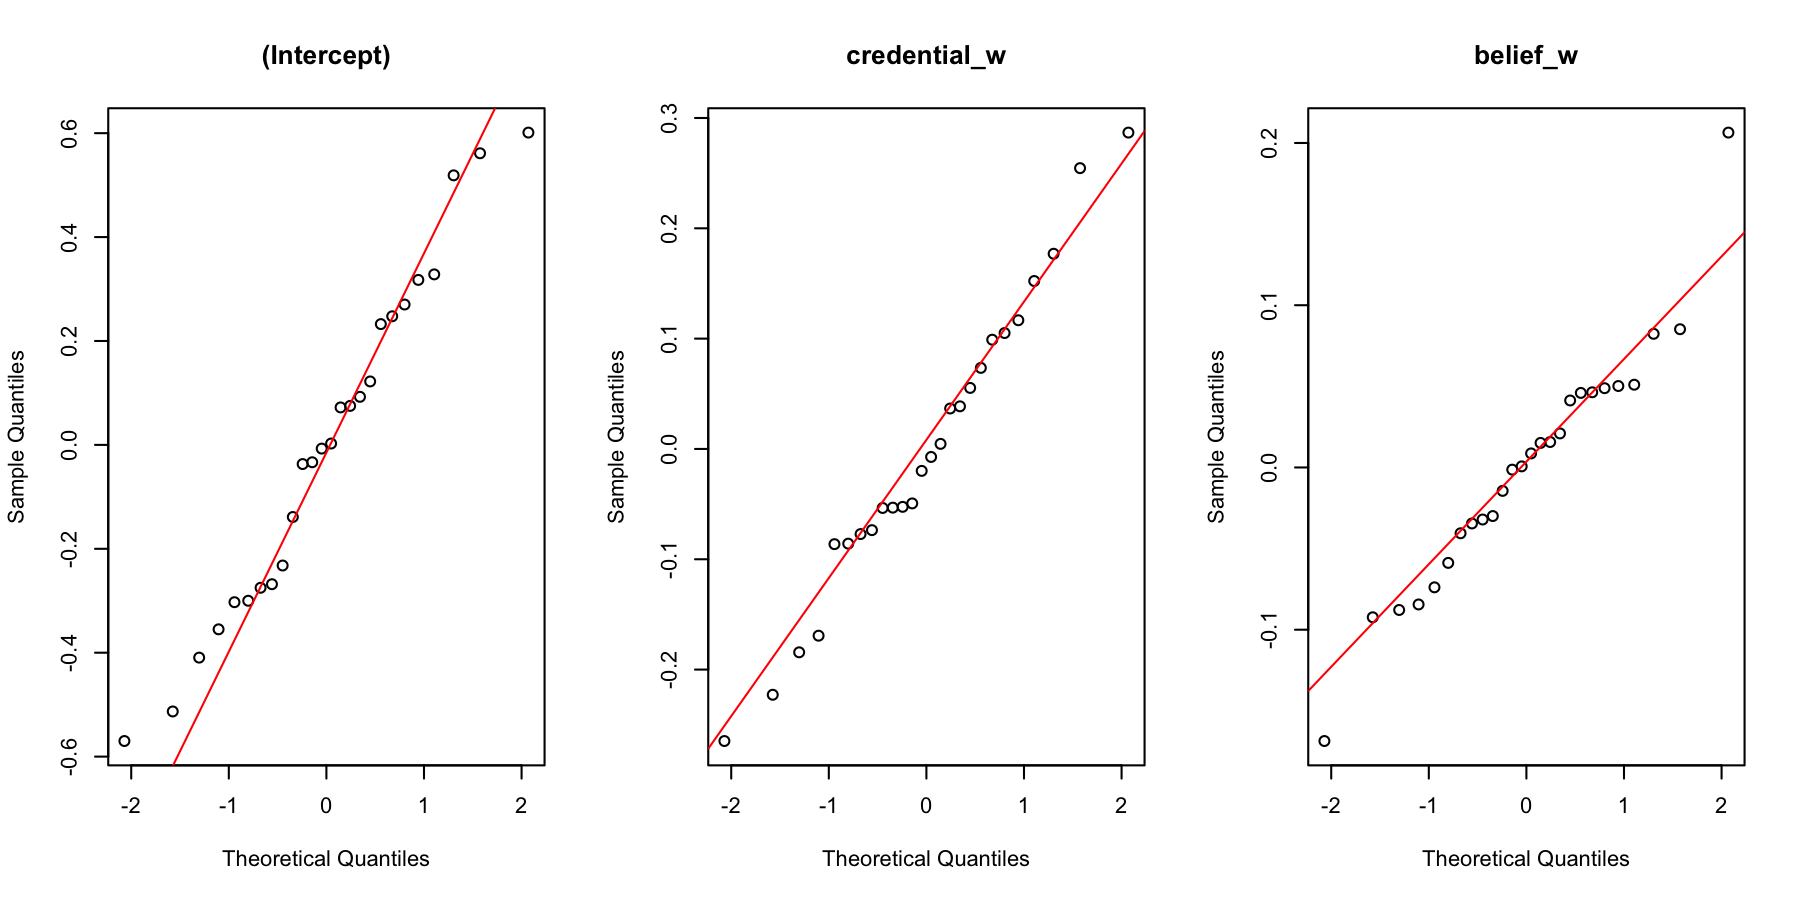 (Intercept)
credential_w
belief_w
Sample Quantiles
0.6
0.4
0.2
0.0
-0.2
-0.4
-0.6
-2 -1 0 1 2
Theoretical Quantiles
Sample Quantiles
0.3
0.2
0.1
0.0
-0.1
-0.2
-2 -1 0 1 2
Theoretical Quantiles
Sample Quantiles
0.2
0.1
0.0
-0.1
-2 -1 0 1 2
Theoretical Quantiles